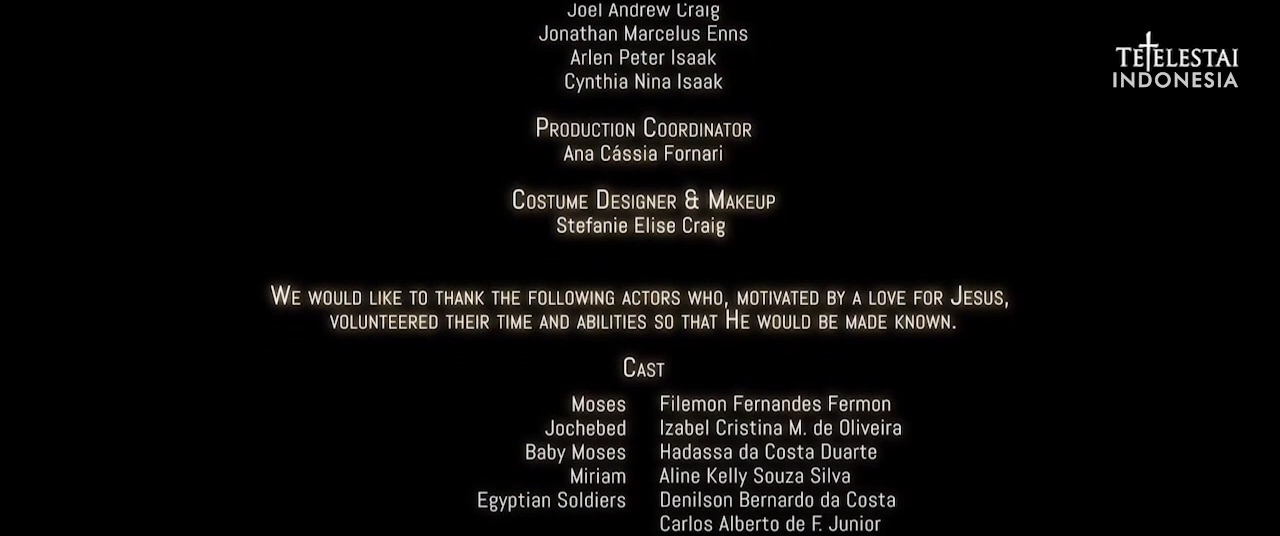 Joel Andrew Craig
Jonathan Marcelus Enns
Arlen Peter Isaak
Cynthia Nina Isaak
TETELESTAI
INDONESIA
PRODUCTION COORDINATOR
Ana Cássia Fornari
COSTUME DESIGNER & MAKEUP
Stefanie Elise Craig
WE WOULD LIKE TO THANK THE FOLLOWING ACTORS WHO, MOTIVATED BY A LOVE FOR JESUS,
VOLUNTEERED THEIR TIME AND ABILITIES SO THAT HE WOULD BE MADE KNOWN.
CAST
Moses Filemon Fernandes Fermon
Jochebed Izabel Cristina M. de Oliveira
Baby Moses Hadassa da Costa Duarte
Miriam Aline Kelly Souza Silva
Egyptian Soldiers Denilson Bernardo da Costa
Carlos Alberto de F. Junior